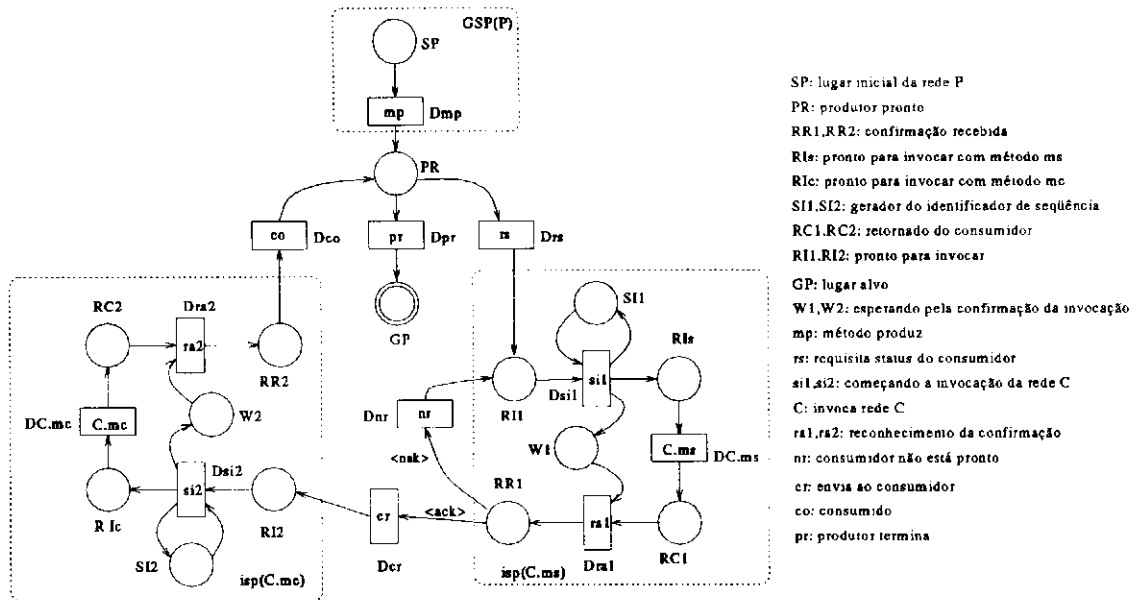 GSP(P)
SP
mp
Dmp
PR
co
Dco
pr
Dpr
rs
Drs
GP
RC2
Dra2
ra2
RR2
DC.mc
C.mc
W2
Dsi2
si2
RIc
RI2
SI2
isp(C.mc)
SI1
RIs
RI1
Dsi1
si1
Dnr
nr
W1
C.ms
DC.ms
<nak>
RR1
<ack>
cr
Dcr
ra1
Dra1
RC1
isp(C.ms)
SP: lugar inicial da rede P
PR: produtor pronto
RR1,RR2: confirmação recebida
RIs: pronto para invocar com método ms
RIc: pronto para invocar com método mc
SI1,SI2: gerador do identificador de seqüência
RC1,RC2: retornado do consumidor
RI1,RI2: pronto para invocar
GP: lugar alvo
W1,W2: esperando pela confirmação da invocação
mp: método produz
rs: requisita status do consumidor
si1,si2: começando a invocação da rede C
C: invoca rede C
ra1,ra2: reconhecimento da confirmação
nr: consumidor não está pronto
cr: envia ao consumidor
co: consumido
pr: produtor termina